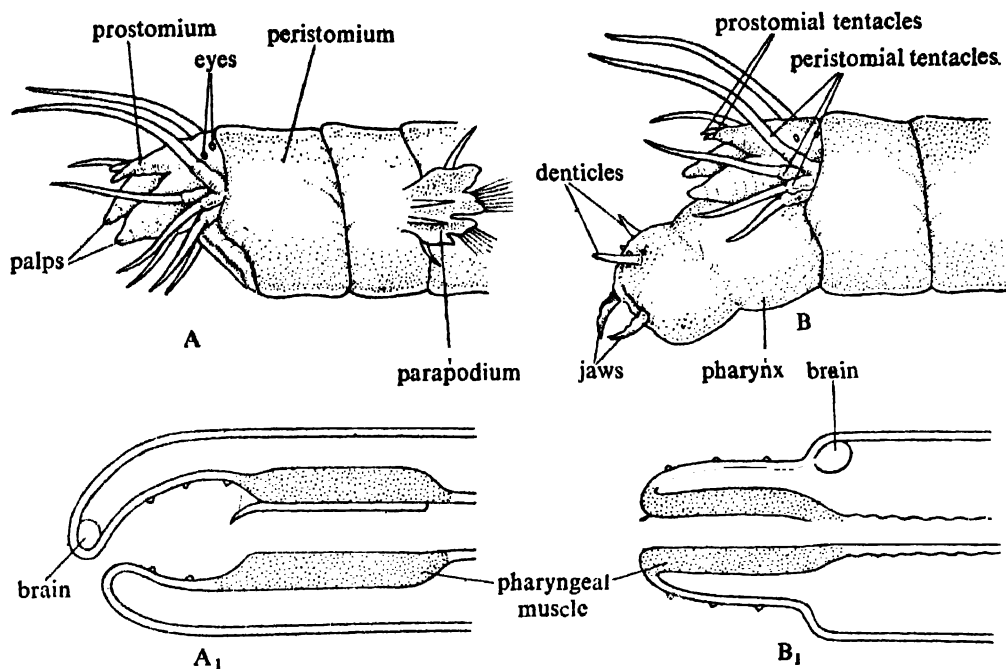 prostomium
eyes
peristomium
palps
A
parapodium
prostomial tentacles
peristomial tentacles.
denticles
jaws
pharynx
B
brain
brain
A1
pharyngeal
muscle
B1